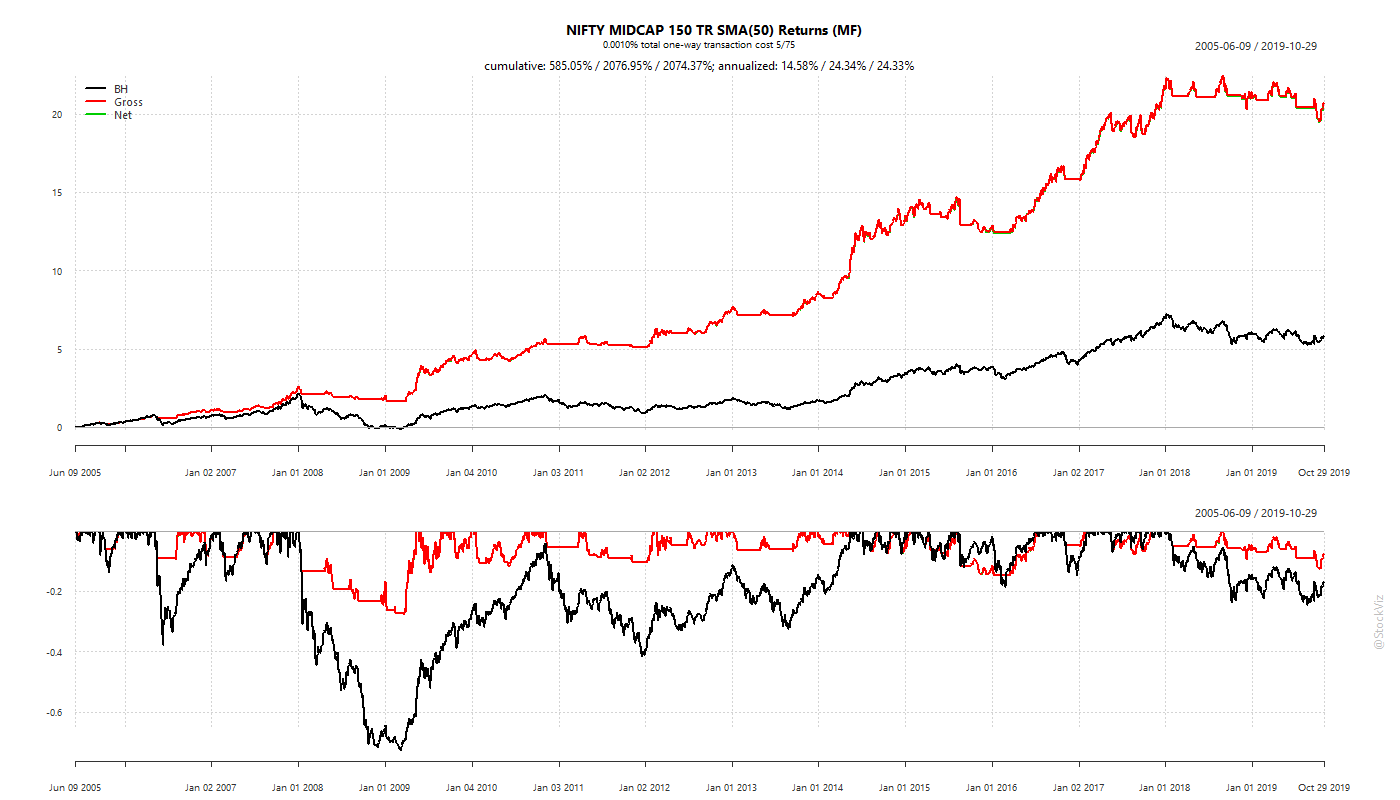 NIFTY MIDCAP 150 TR SMA(50) Returns (MF)
0.0010% total one-way transaction cost 5/75
2005-06-09 / 2019-10-29
cumulative: 585.05% / 2076.95% / 2074.37%; annualized: 14.58% / 24.34% / 24.33%
BH
Gross
Net
20
15
10
5
0
Jun 09 2005 Jan 02 2007 Jan 01 2008 Jan 01 2009 Jan 04 2010 Jan 03 2011 Jan 02 2012 Jan 01 2013 Jan 01 2014 Jan 01 2015 Jan 01 2016 Jan 02 2017 Jan 01 2018 Jan 01 2019 Oct 29 2019
2005-06-09 / 2019-10-29
-0.2
-0.4
-0.6
Jun 09 2005 Jan 02 2007 Jan 01 2008 Jan 01 2009 Jan 04 2010 Jan 03 2011 Jan 02 2012 Jan 01 2013 Jan 01 2014 Jan 01 2015 Jan 01 2016 Jan 02 2017 Jan 01 2018 Jan 01 2019 Oct 29 2019
@StockViz